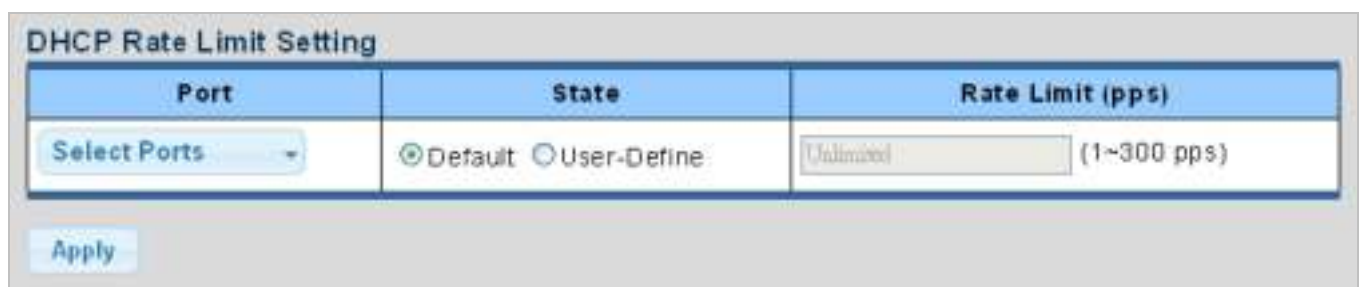 DHCP Rate Limit Setting
Port State Rate Limit (pps)
Select Ports Default User-Define Unlimited (1~300 pps)
Apply